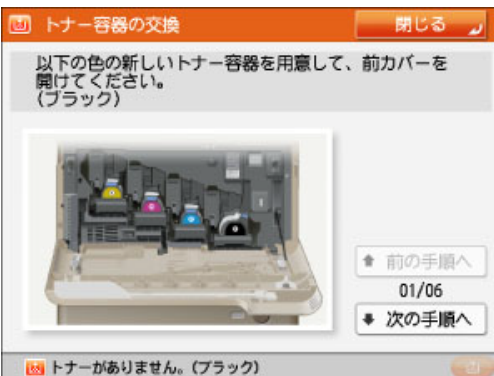 トナー容器の交換
閉じる
以下の色の新しいトナー容器を用意して、前カバーを
開けてください。
(ブラック)
前の手順へ
01/06
次の手順へ
トナーがありません。(ブラック)